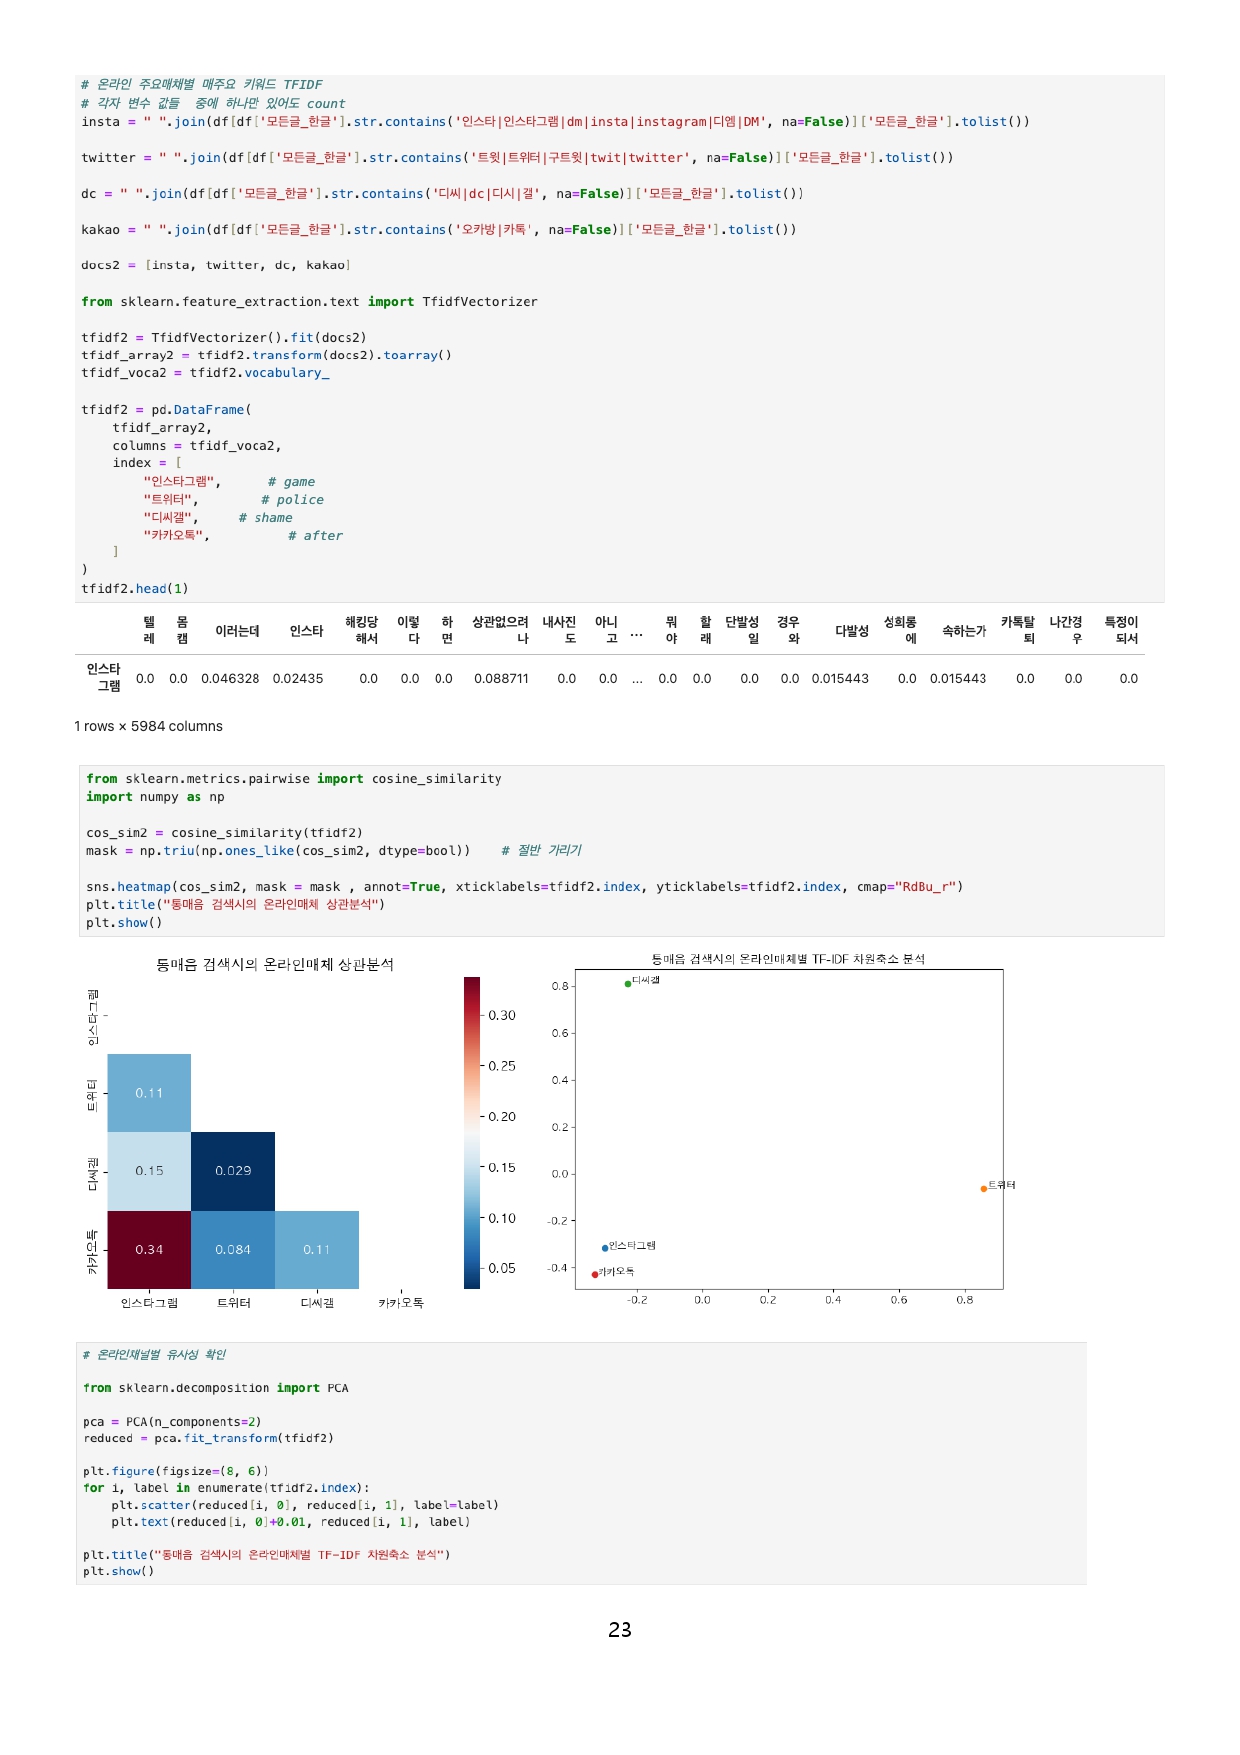 # 온라인 주요매체별 매주요 키워드 TFIDF
# 각자 변수 값들  중에 하나만 있어도 count
insta = " ".join(df[df['모든글_한글'].str.contains('인스타|인스타그램|dm|insta|instagram|디엠|DM', na=False)]['모든글_한글'].tolist())
twitter = " ".join(df[df['모든글_한글'].str.contains('트윗|트위터|구트윗|twit|twitter', na=False)]['모든글_한글'].tolist())
dc = " ".join(df[df['모든글_한글'].str.contains('디씨|dc|디시|갤', na=False)]['모든글_한글'].tolist())
kakao = " ".join(df[df['모든글_한글'].str.contains('오카방|카톡', na=False)]['모든글_한글'].tolist())
docs2 = [insta, twitter, dc, kakao]
from sklearn.feature_extraction.text import TfidfVectorizer
tfidf2 = TfidfVectorizer().fit(docs2)
tfidf_array2 = tfidf2.transform(docs2).toarray()
tfidf_voca2 = tfidf2.vocabulary_
tfidf2 = pd.DataFrame(
    tfidf_array2,
    columns = tfidf_voca2,
    index = [
        "인스타그램",      # game
        "트위터",         # police
        "디씨갤",     # shame
        "카카오톡",          # after
    ]
)
tfidf2.head(1)
텔레 몸캠 이러는데 인스타 해킹당해서 이렇다 하면 상관없으려나 내사진도 아니고 ... 뭐야 할래 단발성일 경우와 다발성 성희롱에 속하는가 카톡탈퇴 나간경우 특정이되서
인스타그램 0.0 0.0 0.046328 0.02435 0.0 0.0 0.0 0.088711 0.0 0.0 ... 0.0 0.0 0.0 0.0 0.015443 0.0 0.015443 0.0 0.0 0.0
1 rows × 5984 columns
from sklearn.metrics.pairwise import cosine_similarity
import numpy as np
cos_sim2 = cosine_similarity(tfidf2)
mask = np.triu(np.ones_like(cos_sim2, dtype=bool))    # 절반 가리기
sns.heatmap(cos_sim2, mask = mask , annot=True, xticklabels=tfidf2.index, yticklabels=tfidf2.index, cmap="RdBu_r")
plt.title("통매음 검색시의 온라인매체 상관분석")
plt.show()
통매음 검색시의 온라인매체 상관분석
인스타그램
트위터
0.11
디씨갤
0.15 0.029
카카오톡
0.34 0.084 0.11
인스타그램 트위터 디씨갤 카카오톡
0.30
0.25
0.20
0.15
0.10
0.05
통매음 검색시의 온라인매체별 TF-IDF 차원축소 분석
0.8
0.6
0.4
0.2
0.0
-0.2
-0.4
디씨갤
트위터
인스타그램
카카오톡
-0.2 0.0 0.2 0.4 0.6 0.8
# 온라인채널별 유사성 확인
from sklearn.decomposition import PCA
pca = PCA(n_components=2)
reduced = pca.fit_transform(tfidf2)
plt.figure(figsize=(8, 6))
for i, label in enumerate(tfidf2.index):
    plt.scatter(reduced[i, 0], reduced[i, 1], label=label)
    plt.text(reduced[i, 0]+0.01, reduced[i, 1], label)
plt.title("통매음 검색시의 온라인매체별 TF-IDF 차원축소 분석")
plt.show()
23